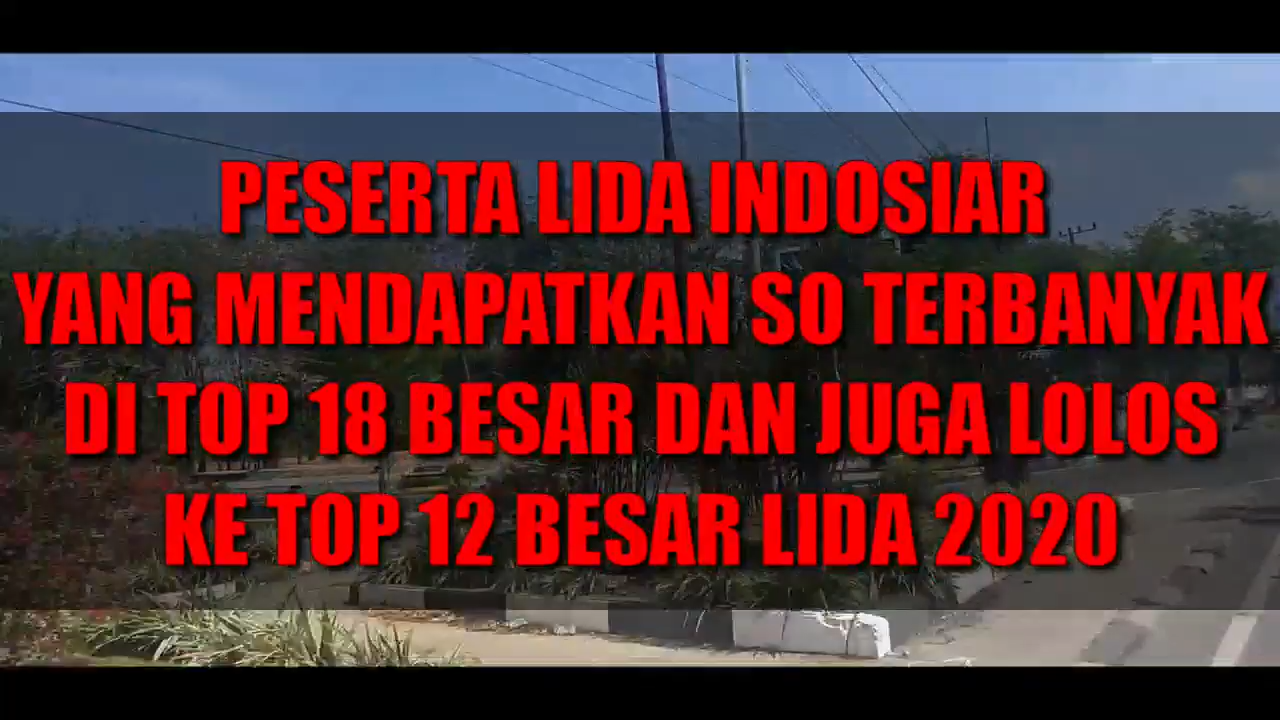 PESERTA LIDA INDOSIAR
YANG MENDAPATKAN SO TERBANYAK
DI TOP 18 BESAR DAN JUGA LOLOS
KE TOP 12 BESAR LIDA 2020